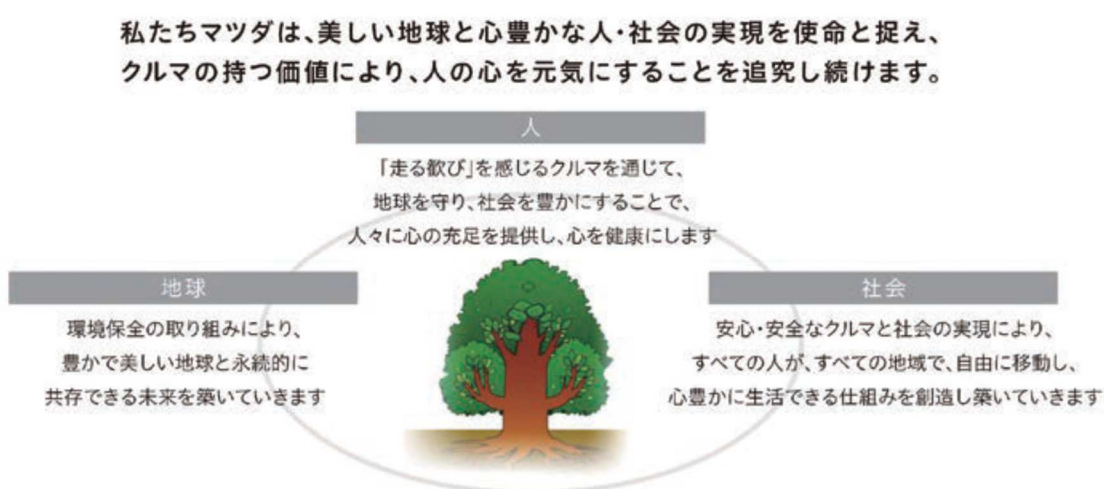 私たちマツダは、美しい地球と心豊かな人・社会の実現を使命と捉え、
クルマの持つ価値により、人の心を元気にすることを追究し続けます。
人
「走る歓び」を感じるクルマを通じて、
地球を守り、社会を豊かにすることで、
人々に心の充足を提供し、心を健康にします
地球
環境保全の取り組みにより、
豊かで美しい地球と永続的に
共存できる未来を築いていきます
社会
安心・安全なクルマと社会の実現により、
すべての人が、すべての地域で、自由に移動し、
心豊かに生活できる仕組みを創造し築いていきます